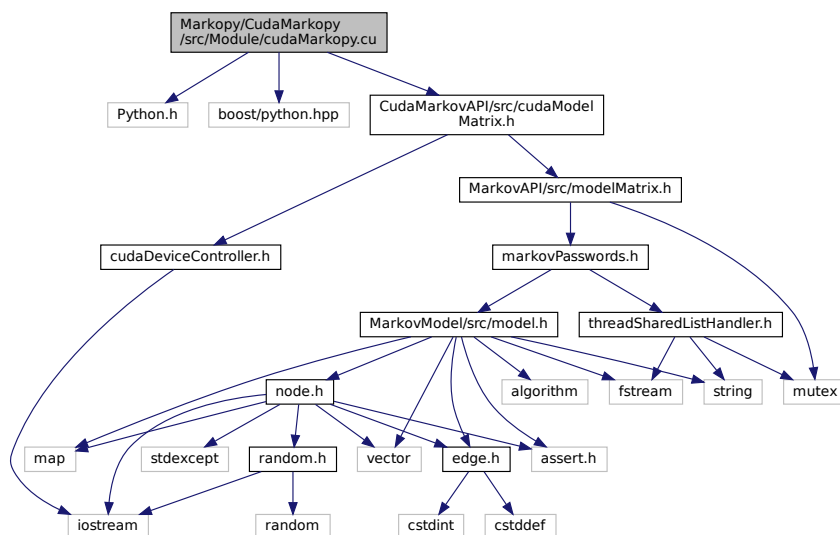 Markopy/CudaMarkopy
/src/Module/cudaMarkopy.cu
Python.h
boost/python.hpp
CudaMarkovAPI/src/cudaModel
Matrix.h
MarkovAPI/src/modelMatrix.h
cudaDeviceController.h
markovPasswords.h
MarkovModel/src/model.h
threadSharedListHandler.h
node.h
algorithm
fstream
string
mutex
map
stdexcept
random.h
vector
edge.h
assert.h
iostream
random
cstdint
cstddef